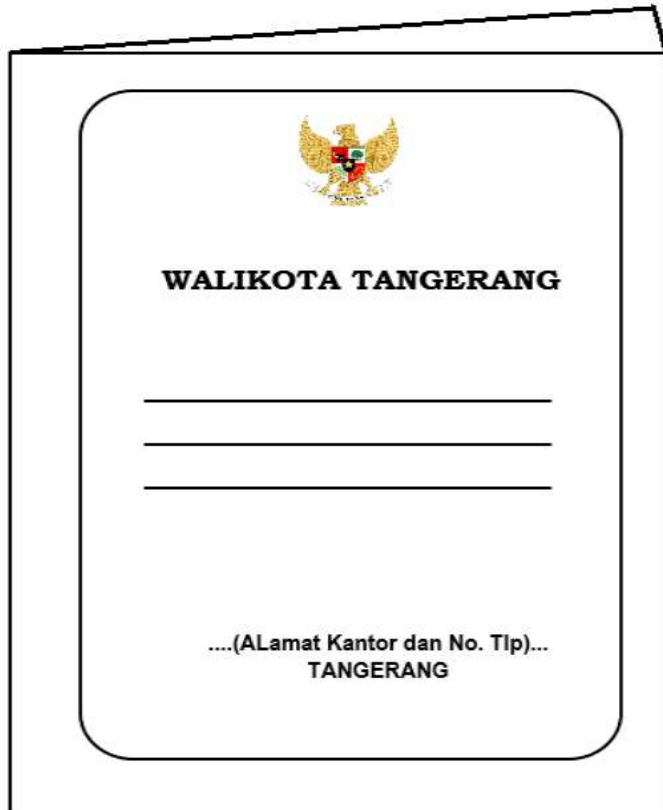 WALIKOTA TANGERANG
....(ALamat Kantor dan No. Tlp)...
TANGERANG